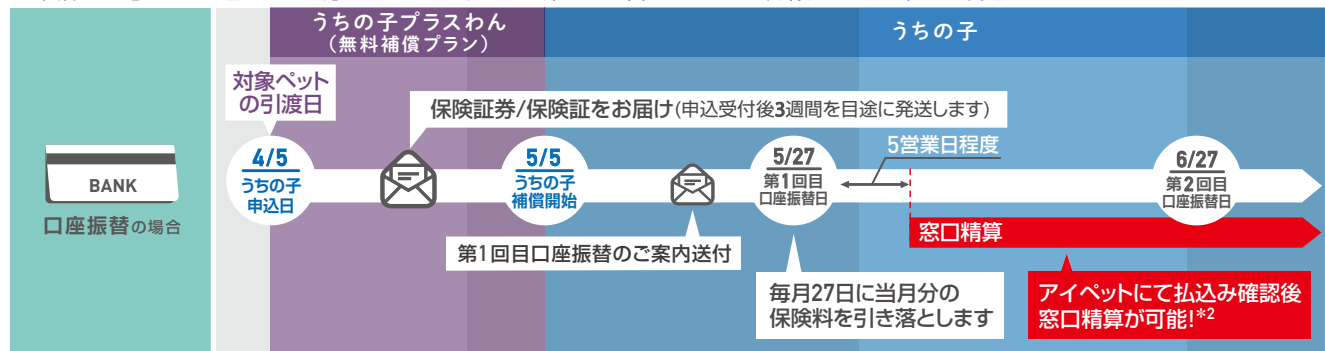 うちの子プラスわん
（無料補償プラン）
うちの子
対象ペット
の引渡日
保険証券/保険証をお届け(申込受付後3週間を目途に発送します)
4/5
うちの子
申込日
5/5
うちの子
補償開始
5/27
第1回目
口座振替日
5営業日程度
6/27
第2回目
口座振替日
BANK
口座振替の場合
窓口精算
第1回目口座振替のご案内送付
毎月27日に当月分の
保険料を引き落とします
アイペットにて払込み確認後
窓口精算が可能!*2